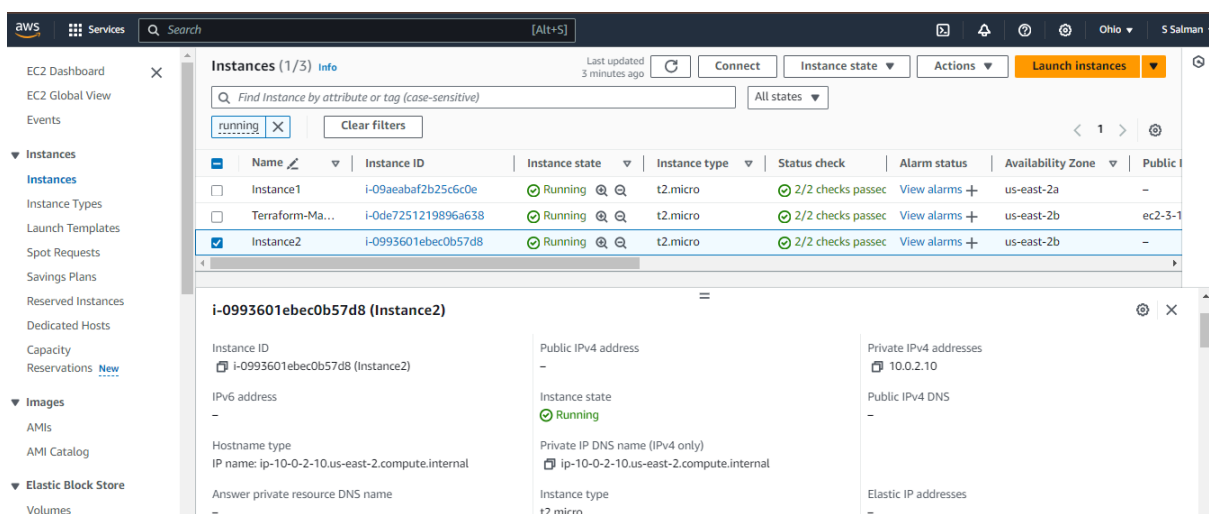 aws Services Search [Alt+S] Ohio S Salman
EC2 Dashboard
EC2 Global View
Events
Instances
Instances
Instance Types
Launch Templates
Spot Requests
Savings Plans
Reserved Instances
Dedicated Hosts
Capacity
Reservations New
Images
AMIs
AMI Catalog
Elastic Block Store
Volumes
Instances (1/3) Info
Last updated
3 minutes ago
Connect Instance state Actions Launch instances
Find Instance by attribute or tag (case-sensitive) All states
running Clear filters 1
Name Instance ID Instance state Instance type Status check Alarm status Availability Zone Public
Instance1 i-09aeabaf2b25c6c0e Running t2.micro 2/2 checks passec View alarms + us-east-2a –
Terraform-Ma... i-0de7251219896a638 Running t2.micro 2/2 checks passec View alarms + us-east-2b ec2-3-1
Instance2 i-0993601ebec0b57d8 Running t2.micro 2/2 checks passec View alarms + us-east-2b –
i-0993601ebec0b57d8 (Instance2)
Instance ID Public IPv4 address Private IPv4 addresses
i-0993601ebec0b57d8 (Instance2) – 10.0.2.10
IPv6 address Instance state Public IPv4 DNS
– Running –
Hostname type Private IP DNS name (IPv4 only)
IP name: ip-10-0-2-10.us-east-2.compute.internal ip-10-0-2-10.us-east-2.compute.internal
Answer private resource DNS name Instance type Elastic IP addresses
– t2.micro –